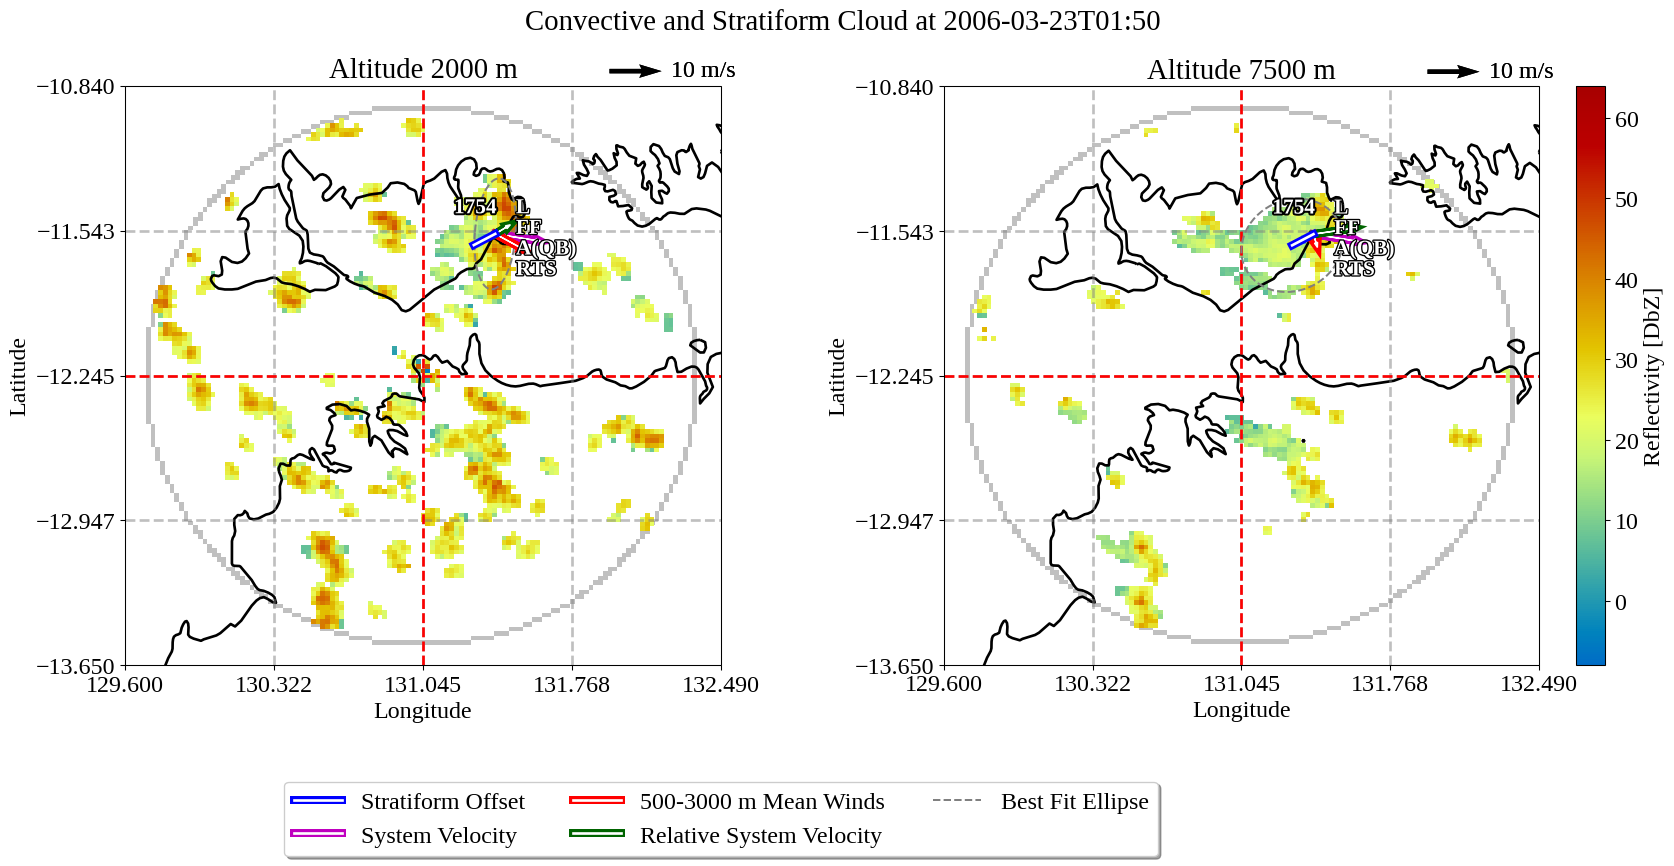 Convective and Stratiform Cloud at 2006-03-23T01:50
Altitude 2000 m
10 m/s
Altitude 7500 m
10 m/s
−10.840
−11.543
−12.245
−12.947
−13.650
Latitude
129.600
130.322
131.045
131.768
132.490
Longitude
1754
L
FF
A(QB)
RTS
−10.840
−11.543
−12.245
−12.947
−13.650
Latitude
129.600
130.322
131.045
131.768
132.490
Longitude
1754
L
FF
A(QB)
RTS
60
50
40
30
20
10
0
Reflectivity [DbZ]
Stratiform Offset
System Velocity
500-3000 m Mean Winds
Relative System Velocity
Best Fit Ellipse